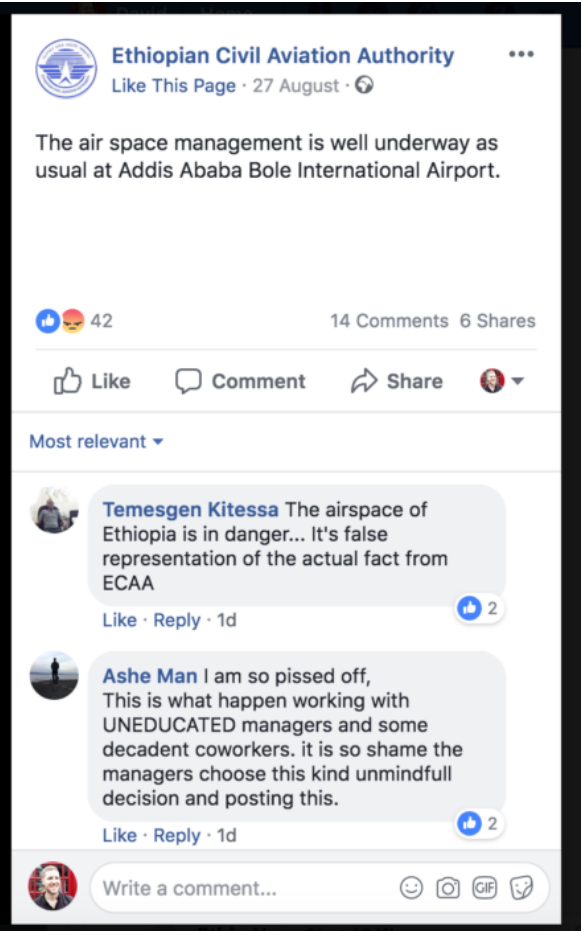 Ethiopian Civil Aviation Authority
Like This Page · 27 August ·
The air space management is well underway as
usual at Addis Ababa Bole International Airport.
42
14 Comments 6 Shares
Like Comment Share
Most relevant
Temesgen Kitessa The airspace of
Ethiopia is in danger... It's false
representation of the actual fact from
ECAA
2
Like · Reply · 1d
Ashe Man I am so pissed off,
This is what happen working with
UNEDUCATED managers and some
decadent coworkers. it is so shame the
managers choose this kind unmindfull
decision and posting this.
2
Like · Reply · 1d
Write a comment...
GIF